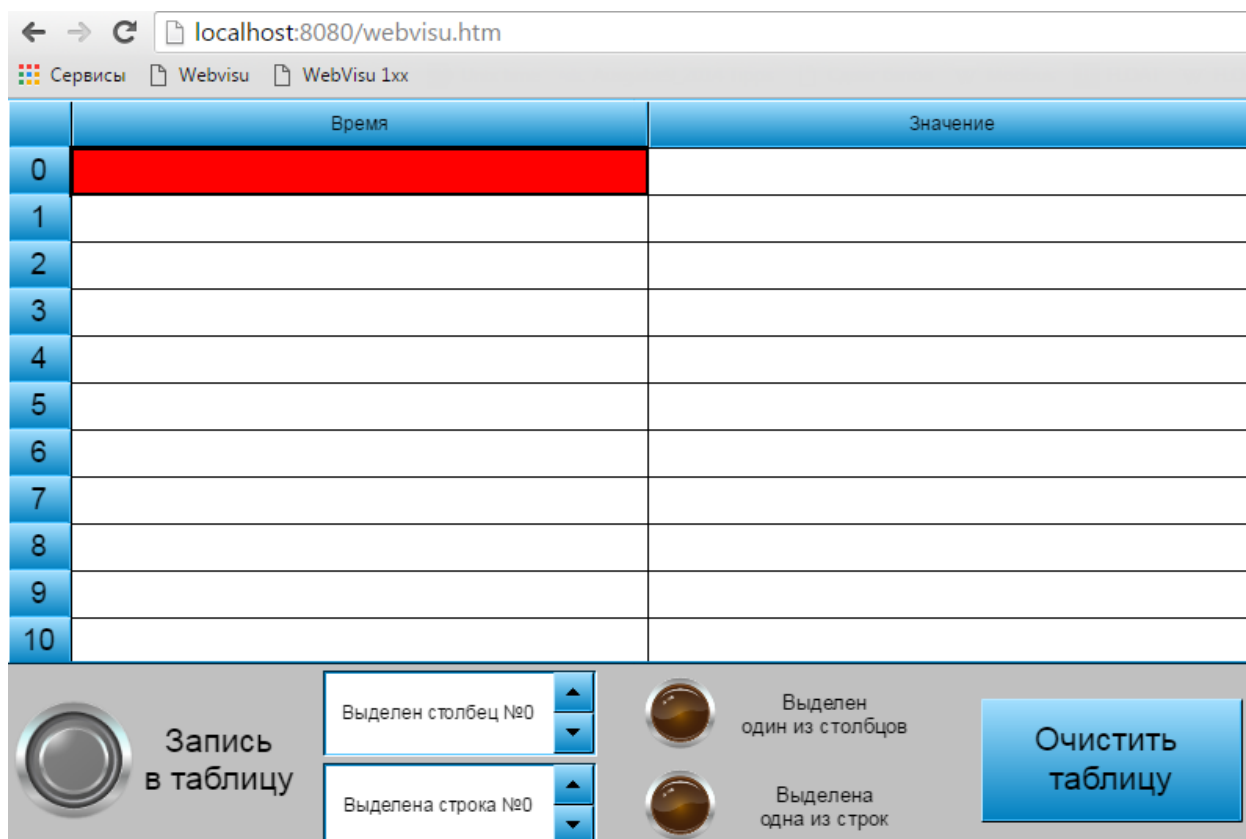 localhost:8080/webvisu.htm
Сервисы Webvisu WebVisu 1xx
Время Значение
0
1
2
3
4
5
6
7
8
9
10
Выделен столбец №0
Выделена строка №0
Запись
в таблицу
Выделен
один из столбцов
Выделена
одна из строк
Очистить
таблицу